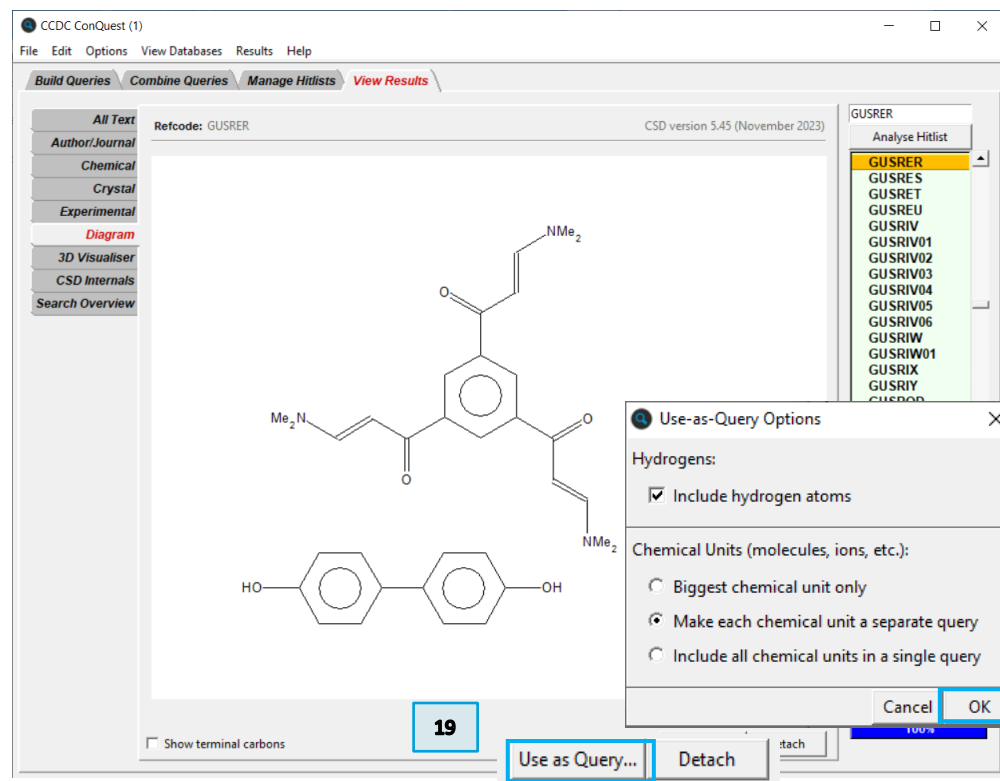 CCDC ConQuest (1)
File Edit Options View Databases Results Help
Build Queries Combine Queries Manage Hitlists View Results
All Text
Author/Journal
Chemical
Crystal
Experimental
Diagram
3D Visualiser
CSD Internals
Search Overview
Refcode: GUSRER
CSD version 5.45 (November 2023)
NMe2
O
Me2N
O
O
NMe2
HO
OH
Show terminal carbons
19
Use as Query...
Detach
GUSRER
Analyse Hitlist
GUSRER
GUSRES
GUSRET
GUSREU
GUSRIV
GUSRIV01
GUSRIV02
GUSRIV03
GUSRIV04
GUSRIV05
GUSRIV06
GUSRIW
GUSRIW01
GUSRIX
GUSRIY
Use-as-Query Options
Hydrogens:
Include hydrogen atoms
Chemical Units (molecules, ions, etc.):
Biggest chemical unit only
Make each chemical unit a separate query
Include all chemical units in a single query
Cancel OK
100%